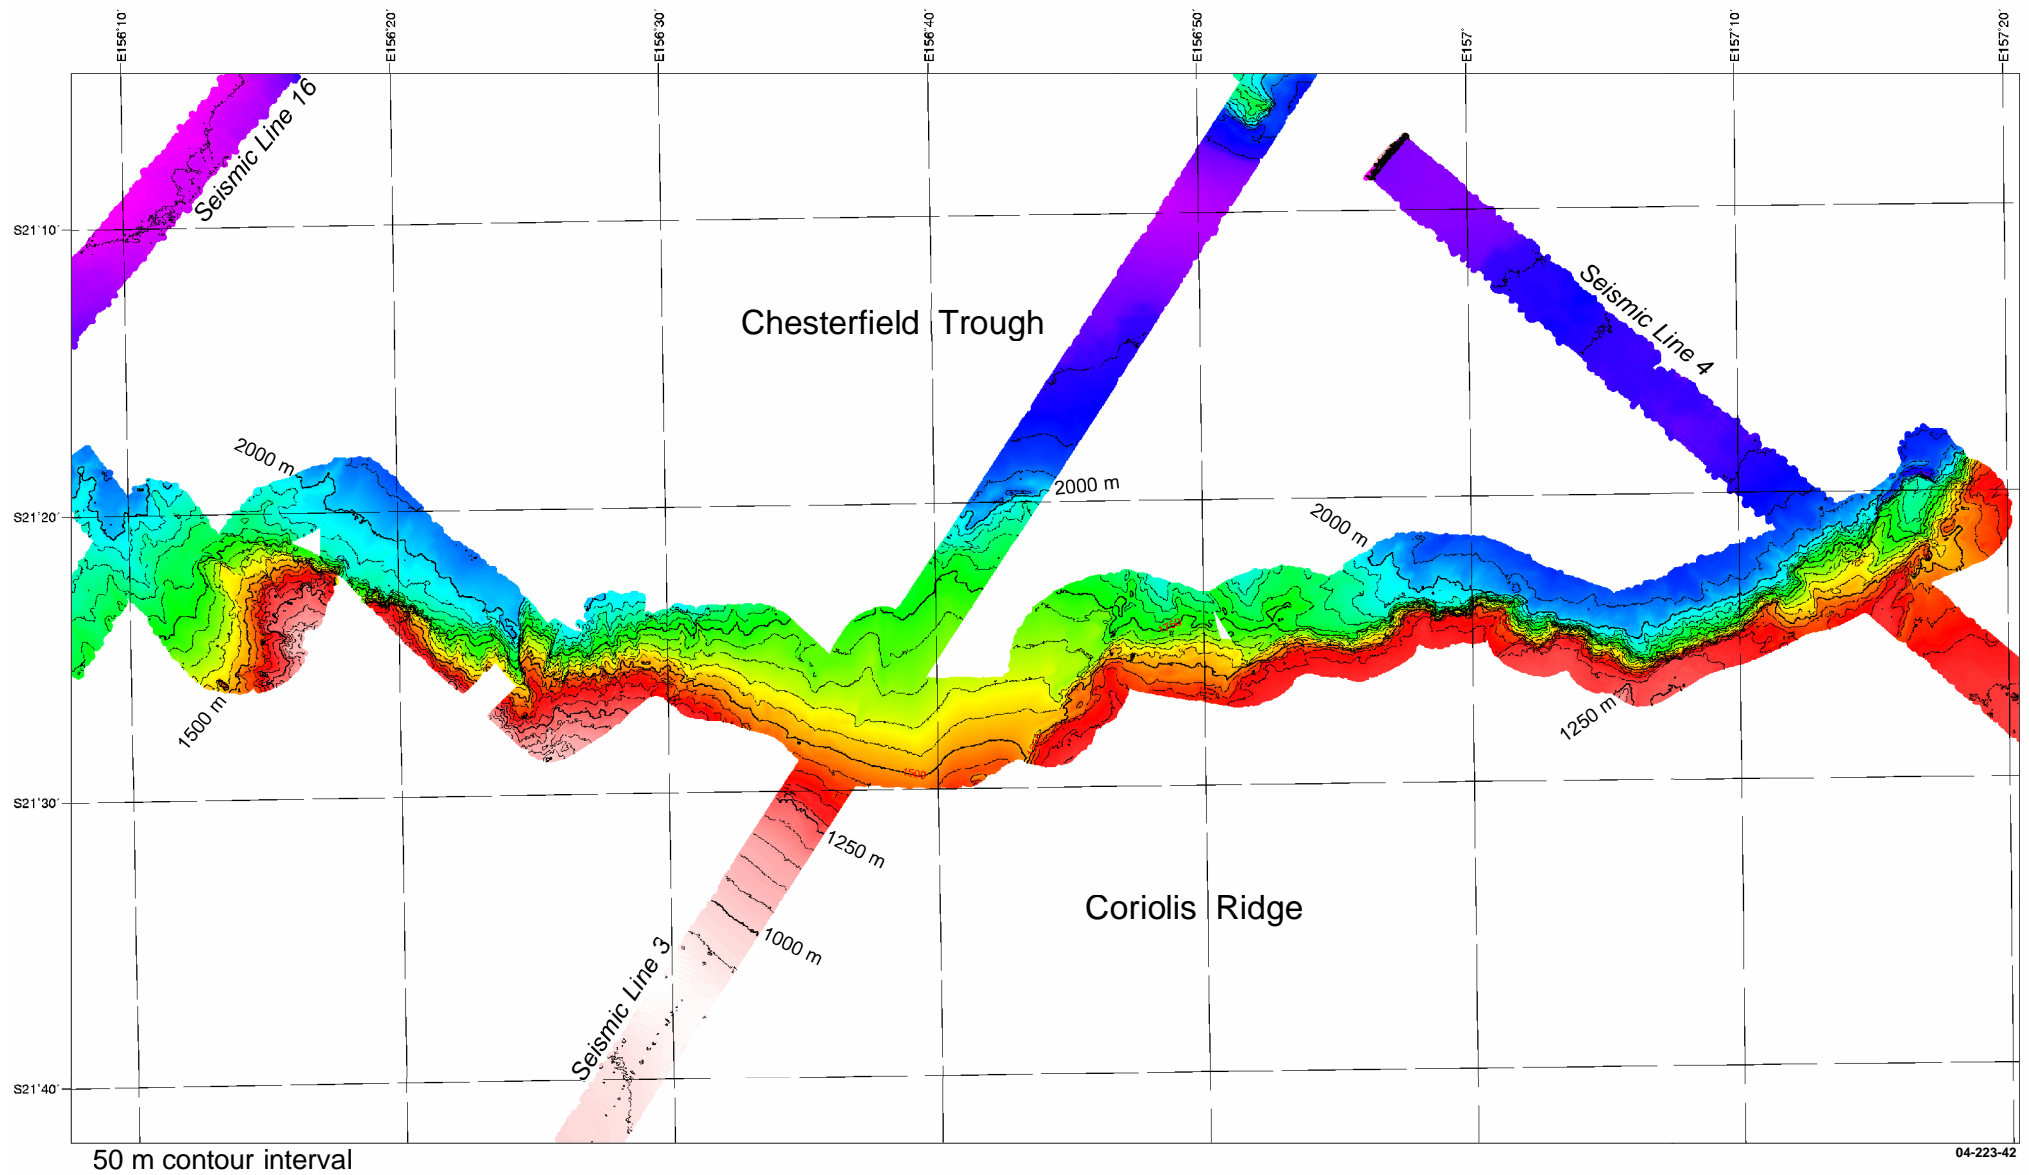 E156°10′
E156°20′
E156°30′
E156°40′
E156°50′
E157°
E157°10′
E157°20′
Seismic Line 16
S21°10′
Seismic Line 4
Chesterfield Trough
2000 m
2000 m
2000 m
S21°20′
1500 m
1250 m
1500
S21°30′
1250 m
Coriolis Ridge
1000 m
Seismic Line 3
S21°40′
50 m contour interval
04-223-42